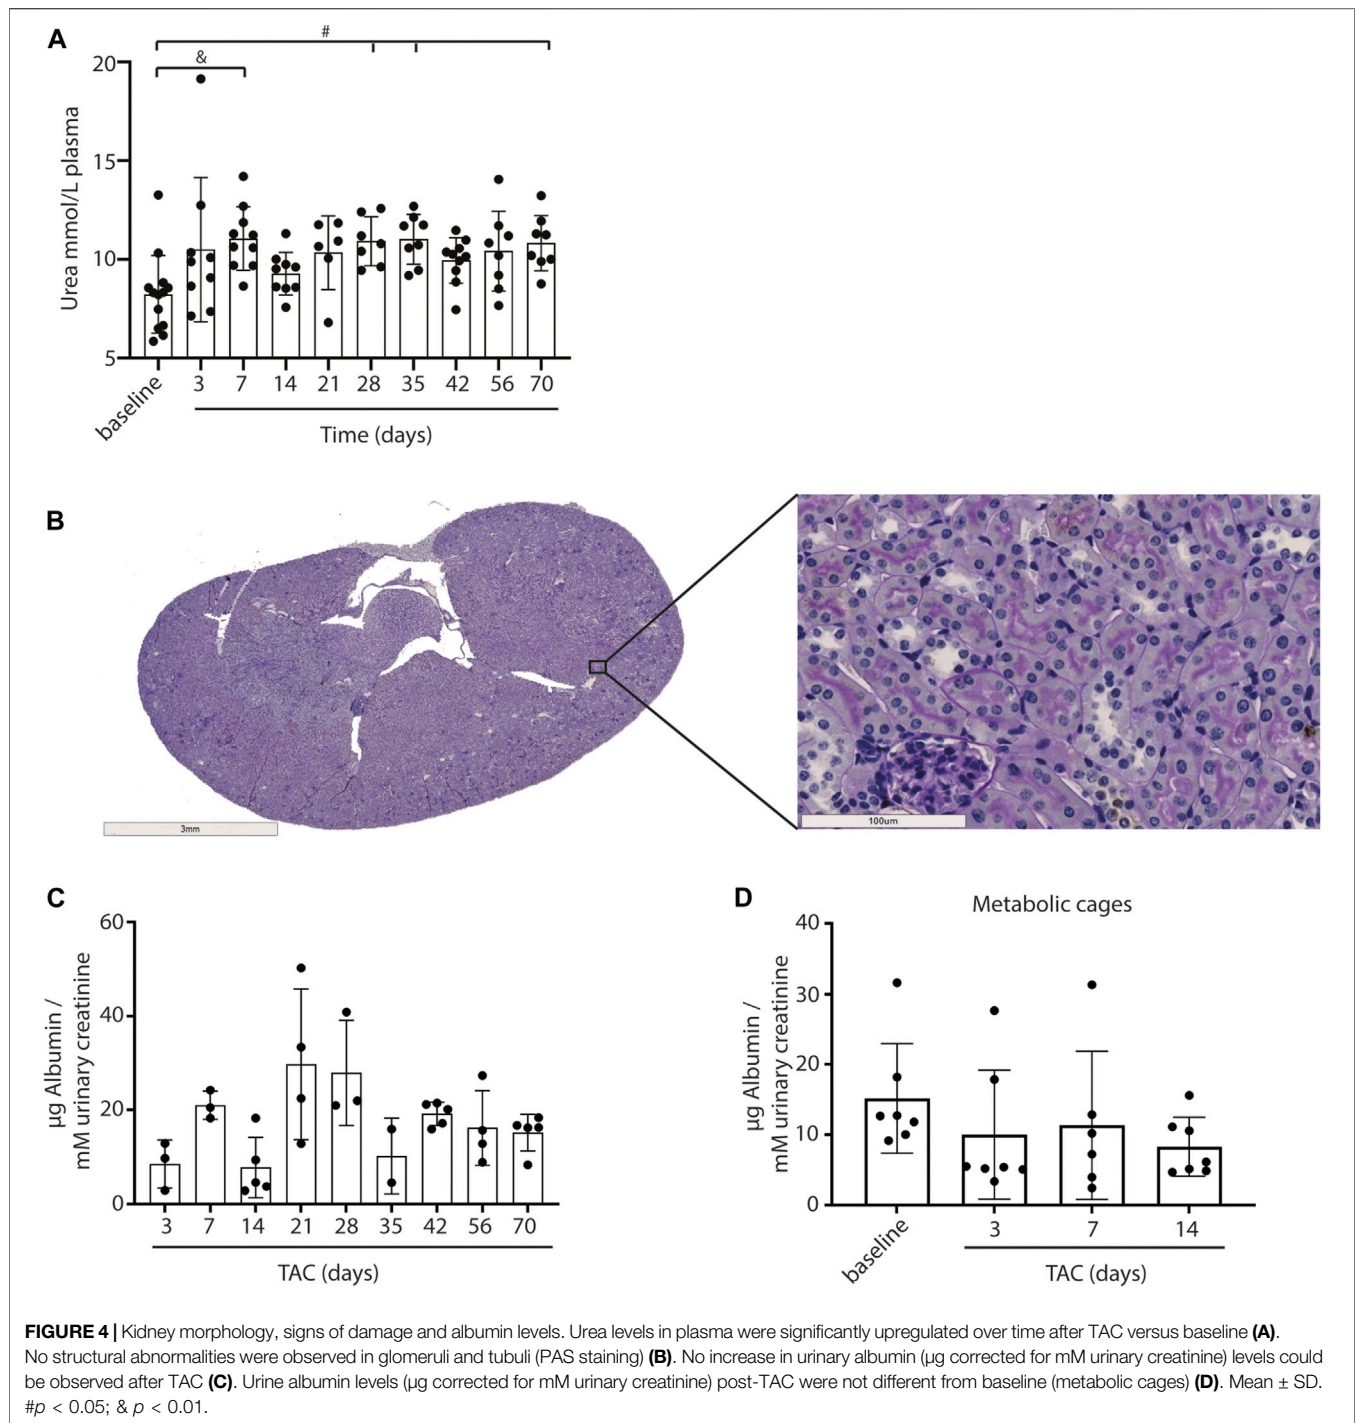 A
#
&
20
15
10
5
Urea mmol/L plasma
baseline 3 7 14 21 28 35 42 56 70
Time (days)
B
3mm
100um
C
60
40
20
0
µg Albumin /
mM urinary creatinine
3 7 14 21 28 35 42 56 70
TAC (days)
D
Metabolic cages
40
30
20
10
0
µg Albumin /
mM urinary creatinine
baseline 3 7 14
TAC (days)
FIGURE 4 | Kidney morphology, signs of damage and albumin levels. Urea levels in plasma were significantly upregulated over time after TAC versus baseline (A).
No structural abnormalities were observed in glomeruli and tubuli (PAS staining) (B). No increase in urinary albumin (µg corrected for mM urinary creatinine) levels could
be observed after TAC (C). Urine albumin levels (µg corrected for mM urinary creatinine) post-TAC were not different from baseline (metabolic cages) (D). Mean ± SD.
#p < 0.05; & p < 0.01.